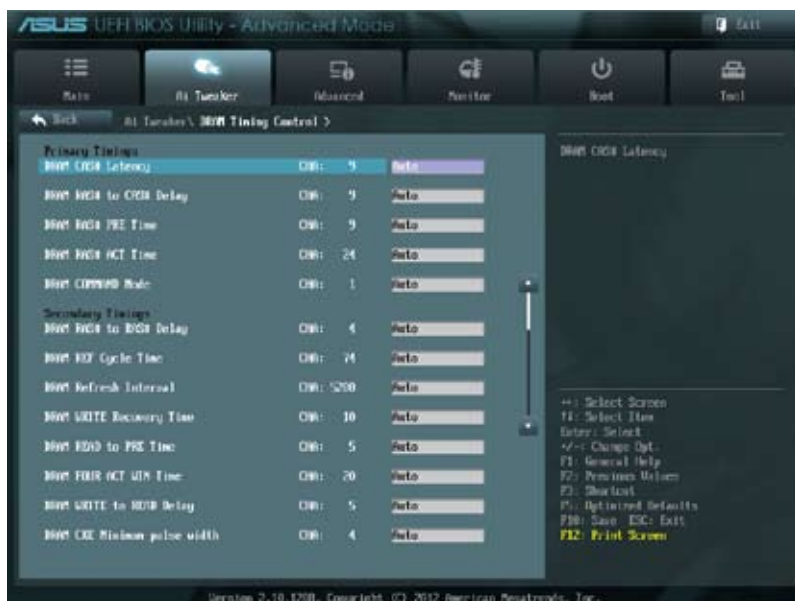 ASUS UEFI BIOS Utility - Advanced Mode
Exit
Main
Ai Tweaker
Advanced
Monitor
Boot
Tool
Back Ai Tweaker\ DRAM Timing Control >
Primary Timings
DRAM CAS# Latency CHA: 9 Auto
DRAM RAS# to CAS# Delay CHA: 9 Auto
DRAM RAS# PRE Time CHA: 9 Auto
DRAM RAS# ACT Time CHA: 24 Auto
DRAM COMMAND Mode CHA: 1 Auto
Secondary Timings
DRAM RAS# to RAS# Delay CHA: 4 Auto
DRAM REF Cycle Time CHA: 74 Auto
DRAM Refresh Interval CHA: 5200 Auto
DRAM WRITE Recovery Time CHA: 10 Auto
DRAM READ to PRE Time CHA: 5 Auto
DRAM FOUR ACT WIN Time CHA: 20 Auto
DRAM WRITE to READ Delay CHA: 5 Auto
DRAM CKE Minimum pulse width CHA: 4 Auto
DRAM CAS# Latency
→←: Select Screen
↑↓: Select Item
Enter: Select
+/-: Change Opt.
F1: General Help
F2: Previous Values
F3: Shortcut
F5: Optimized Defaults
F10: Save ESC: Exit
F12: Print Screen
Version 2.10.1208. Copyright (C) 2012 American Megatrends, Inc.